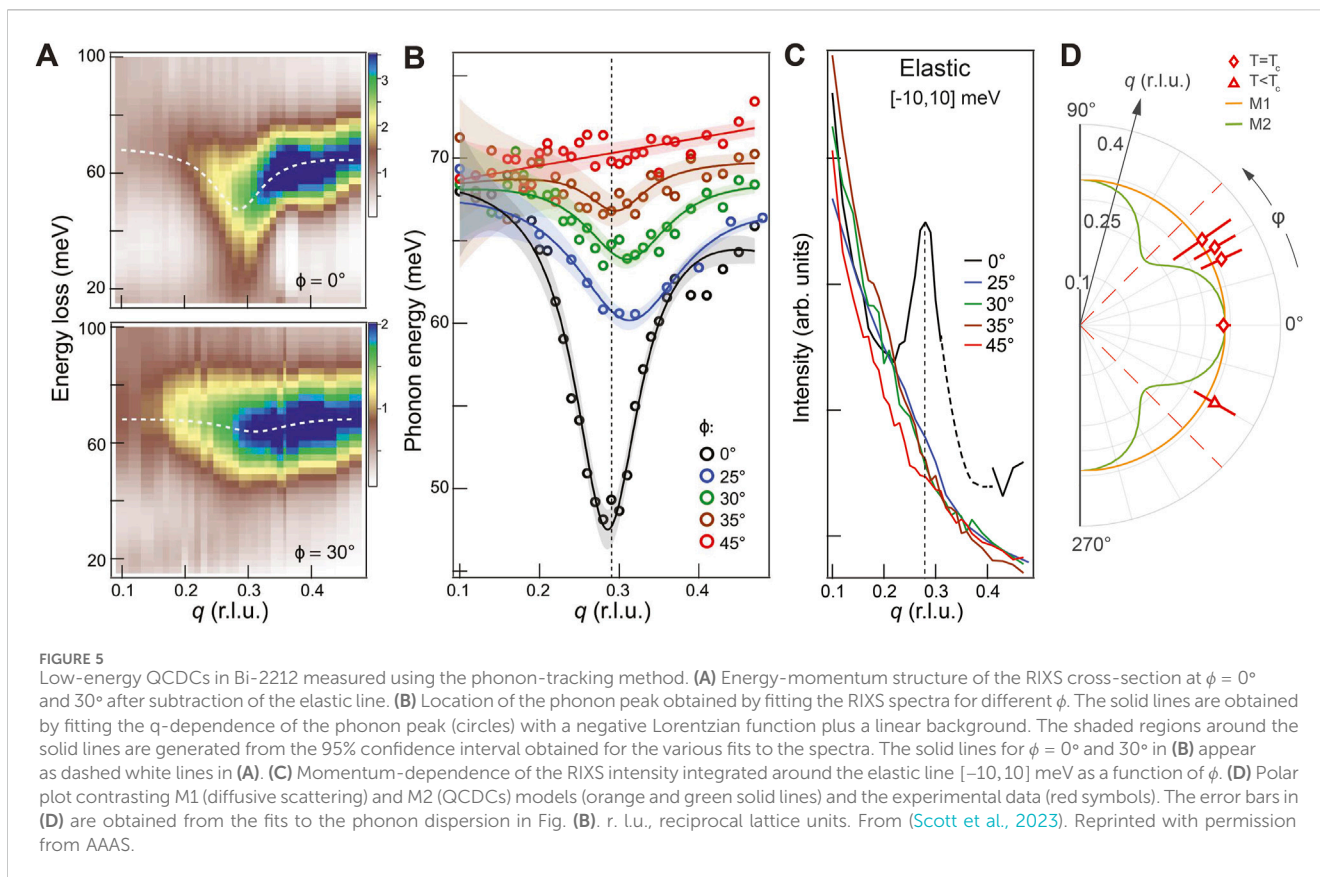 A
100
60
20
Energy loss (meV)
ϕ = 0°
3
2
1
100
60
20
ϕ = 30°
2
1
0.1
0.2
0.3
0.4
q (r.l.u.)
B
70
60
50
Phonon energy (meV)
ϕ:
0°
25°
30°
35°
45°
0.1
0.2
0.3
0.4
q (r.l.u.)
C
Elastic
[-10,10] meV
Intensity (arb. units)
0°
25°
30°
35°
45°
0.1
0.2
0.3
0.4
q (r.l.u.)
D
T=Tc
T<Tc
M1
M2
q (r.l.u.)
90°
0.4
0.25
0.1
φ
0°
270°
FIGURE 5
Low-energy QCDCs in Bi-2212 measured using the phonon-tracking method. (A) Energy-momentum structure of the RIXS cross-section at ϕ = 0°
and 30° after subtraction of the elastic line. (B) Location of the phonon peak obtained by fitting the RIXS spectra for different ϕ. The solid lines are obtained
by fitting the q-dependence of the phonon peak (circles) with a negative Lorentzian function plus a linear background. The shaded regions around the
solid lines are generated from the 95% confidence interval obtained for the various fits to the spectra. The solid lines for ϕ = 0° and 30° in (B) appear
as dashed white lines in (A). (C) Momentum-dependence of the RIXS intensity integrated around the elastic line [−10,10] meV as a function of ϕ. (D) Polar
plot contrasting M1 (diffusive scattering) and M2 (QCDCs) models (orange and green solid lines) and the experimental data (red symbols). The error bars in
(D) are obtained from the fits to the phonon dispersion in Fig. (B). r. l.u., reciprocal lattice units. From (Scott et al., 2023). Reprinted with permission
from AAAS.